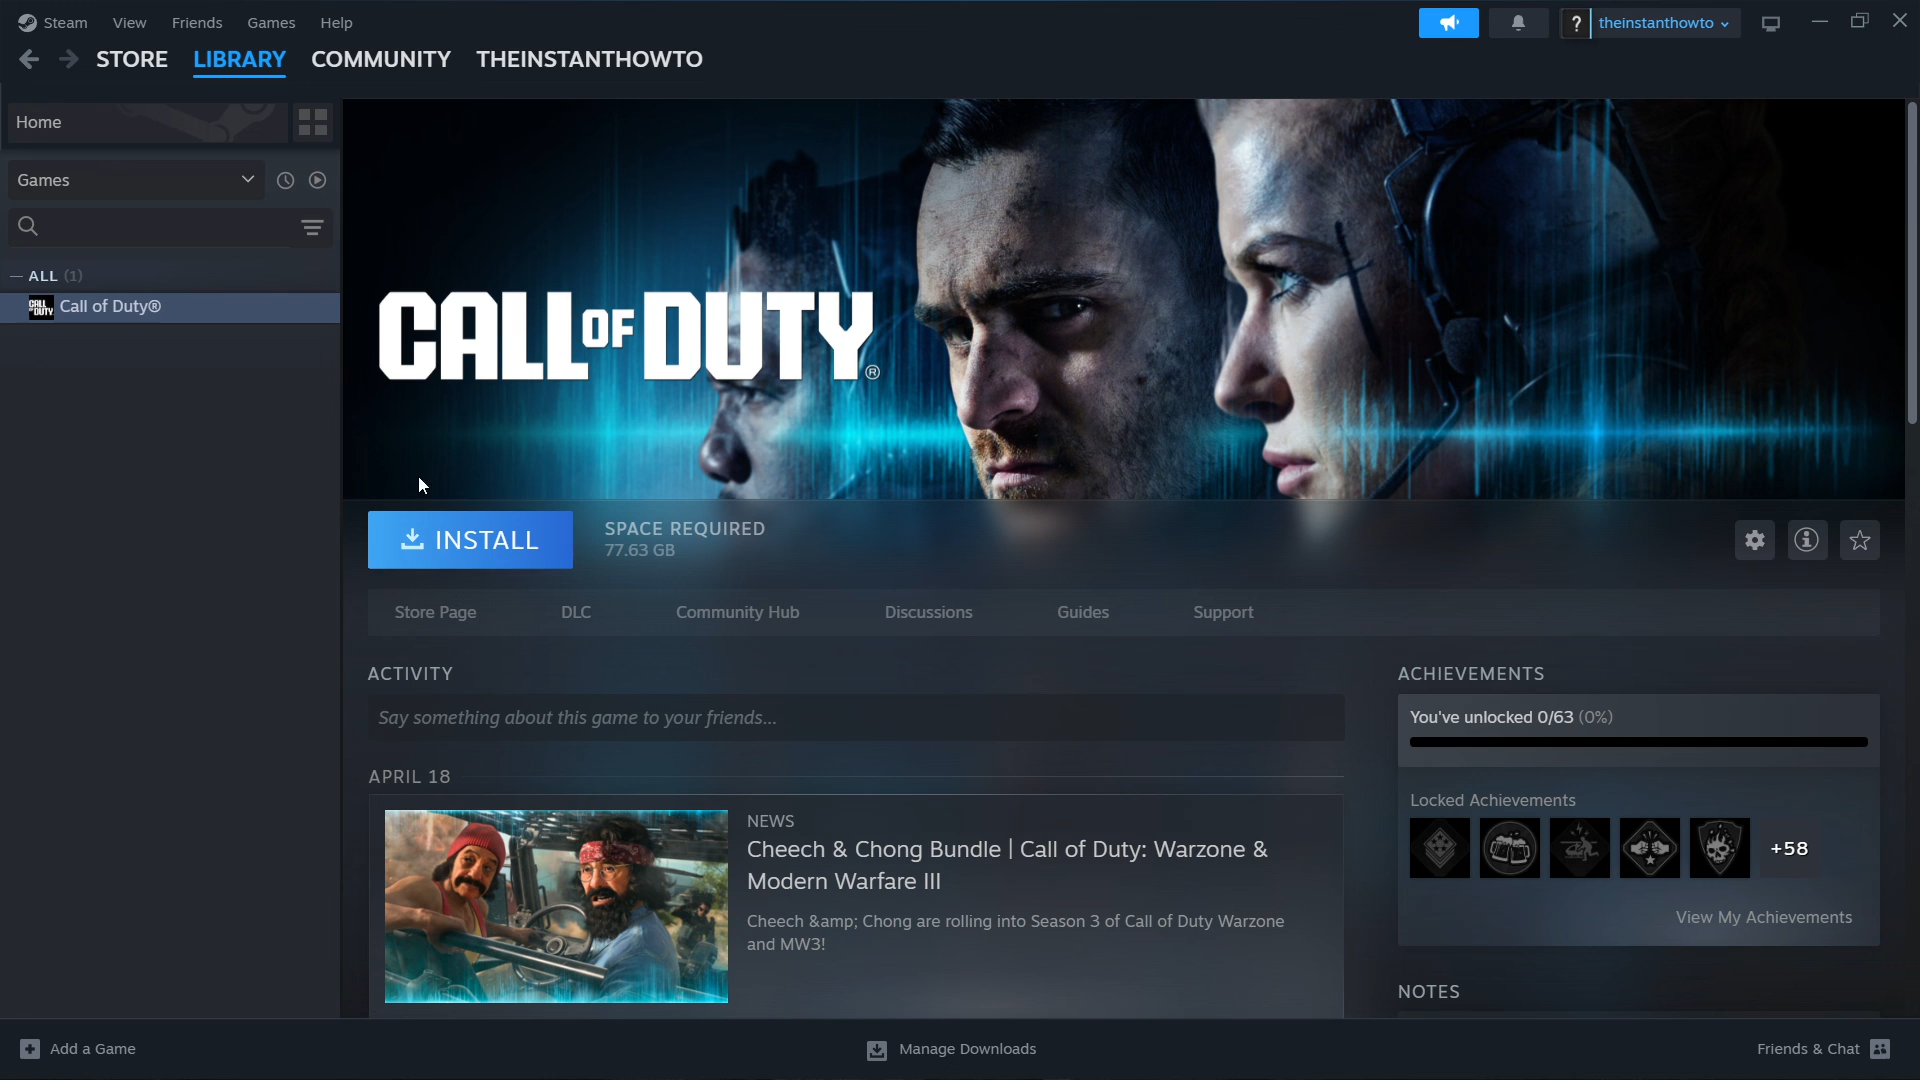 Steam View Friends Games Help
? theinstanthowto
STORE LIBRARY COMMUNITY THEINSTANTHOWTO
Home
Games
ALL (1)
CALL OF DUTY Call of Duty®
CALL OF DUTY®
INSTALL
SPACE REQUIRED
77.63 GB
Store Page DLC Community Hub Discussions Guides Support
ACTIVITY
Say something about this game to your friends...
APRIL 18
NEWS
Cheech & Chong Bundle | Call of Duty: Warzone &
Modern Warfare III
Cheech &amp; Chong are rolling into Season 3 of Call of Duty Warzone
and MW3!
ACHIEVEMENTS
You've unlocked 0/63 (0%)
Locked Achievements
+58
View My Achievements
NOTES
Add a Game
Manage Downloads
Friends & Chat